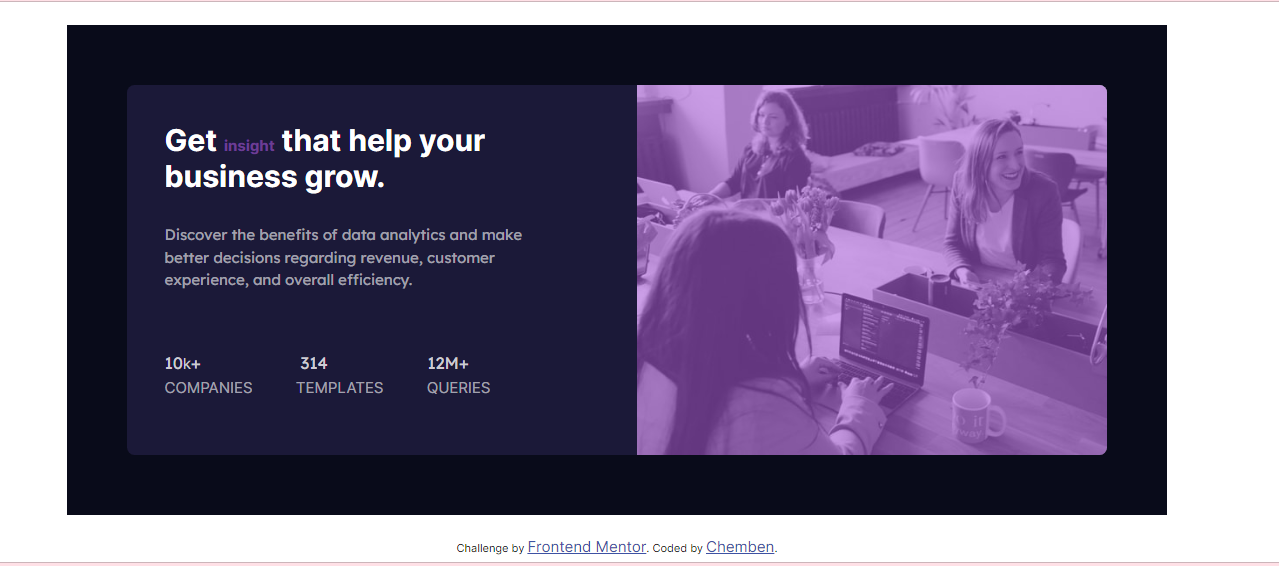 Get insight that help your
business grow.
Discover the benefits of data analytics and make
better decisions regarding revenue, customer
experience, and overall efficiency.
10k+ 314 12M+
COMPANIES TEMPLATES QUERIES
Challenge by Frontend Mentor. Coded by Chemben.